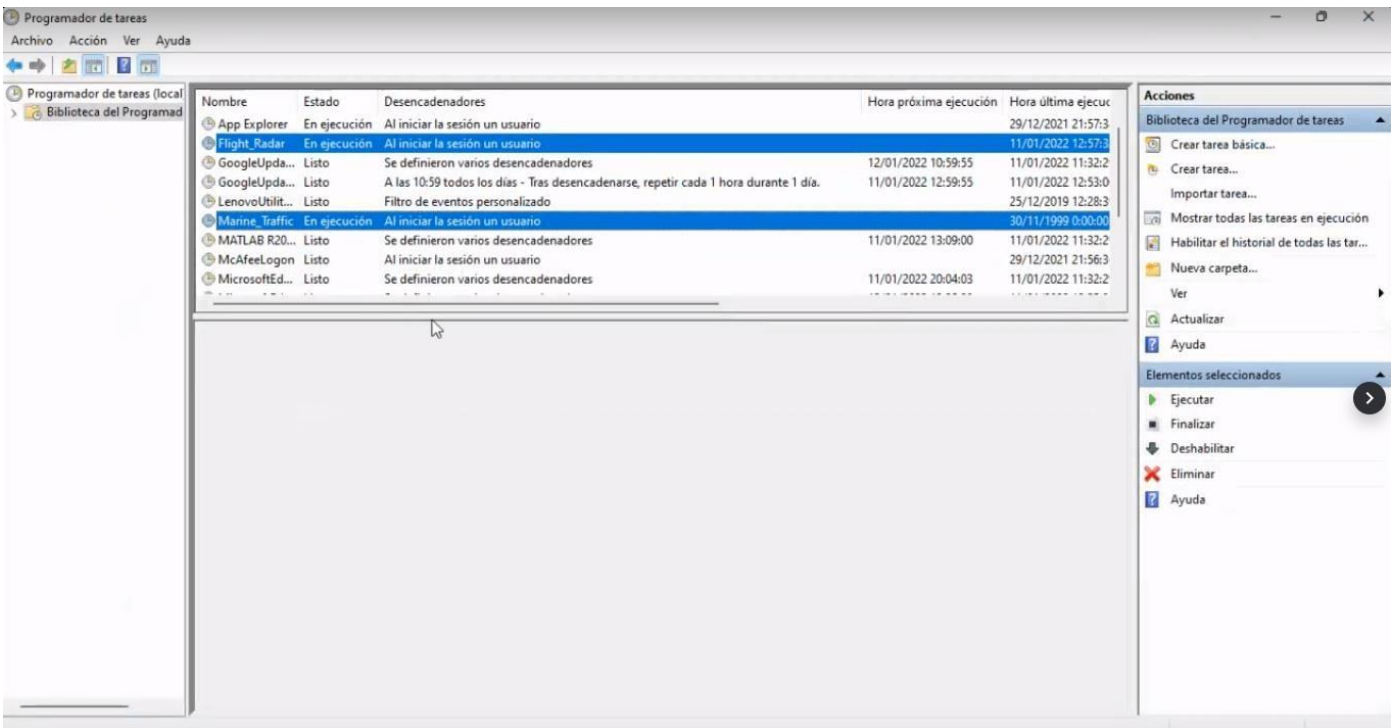 Programador de tareas
Archivo Acción Ver Ayuda
Programador de tareas (local
Biblioteca del Programad
Nombre Estado Desencadenadores Hora próxima ejecución Hora última ejecuc
App Explorer En ejecución Al iniciar la sesión un usuario 29/12/2021 21:57:3
Flight_Radar En ejecución Al iniciar la sesión un usuario 11/01/2022 12:57:3
GoogleUpda... Listo Se definieron varios desencadenadores 12/01/2022 10:59:55 11/01/2022 11:32:2
GoogleUpda... Listo A las 10:59 todos los días - Tras desencadenarse, repetir cada 1 hora durante 1 día. 11/01/2022 12:59:55 11/01/2022 12:53:0
LenovoUtilit... Listo Filtro de eventos personalizado 25/12/2019 12:28:3
Marine_Traffic En ejecución Al iniciar la sesión un usuario 30/11/1999 0:00:00
MATLAB R20... Listo Se definieron varios desencadenadores 11/01/2022 13:09:00 11/01/2022 11:32:2
McAfeeLogon Listo Al iniciar la sesión un usuario 29/12/2021 21:56:3
MicrosoftEd... Listo Se definieron varios desencadenadores 11/01/2022 20:04:03 11/01/2022 11:32:2
Acciones
Biblioteca del Programador de tareas
Crear tarea básica...
Crear tarea...
Importar tarea...
Mostrar todas las tareas en ejecución
Habilitar el historial de todas las tar...
Nueva carpeta...
Ver
Actualizar
Ayuda
Elementos seleccionados
Ejecutar
Finalizar
Deshabilitar
Eliminar
Ayuda